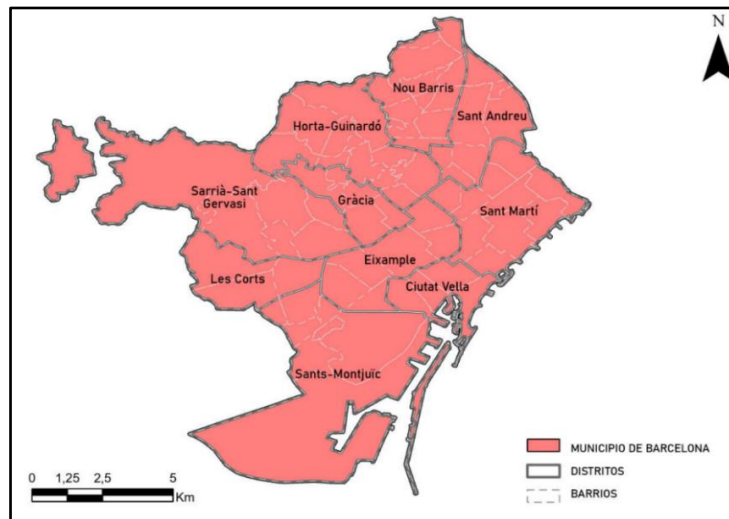 N
Nou Barris
Sant Andreu
Horta-Guinardó
Sarrià-Sant
Gervasi
Gràcia
Sant Martí
Eixample
Les Corts
Ciutat Vella
Sants-Montjuïc
MUNICIPIO DE BARCELONA
DISTRITOS
BARRIOS
0 1,25 2,5 5
Km